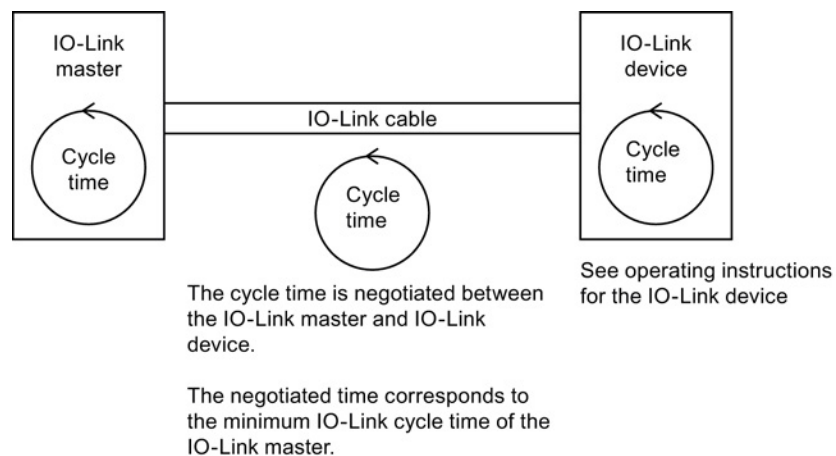 IO-Link
master
Cycle
time
IO-Link cable
Cycle
time
IO-Link
device
Cycle
time
The cycle time is negotiated between
the IO-Link master and IO-Link
device.
The negotiated time corresponds to
the minimum IO-Link cycle time of the
IO-Link master.
See operating instructions
for the IO-Link device